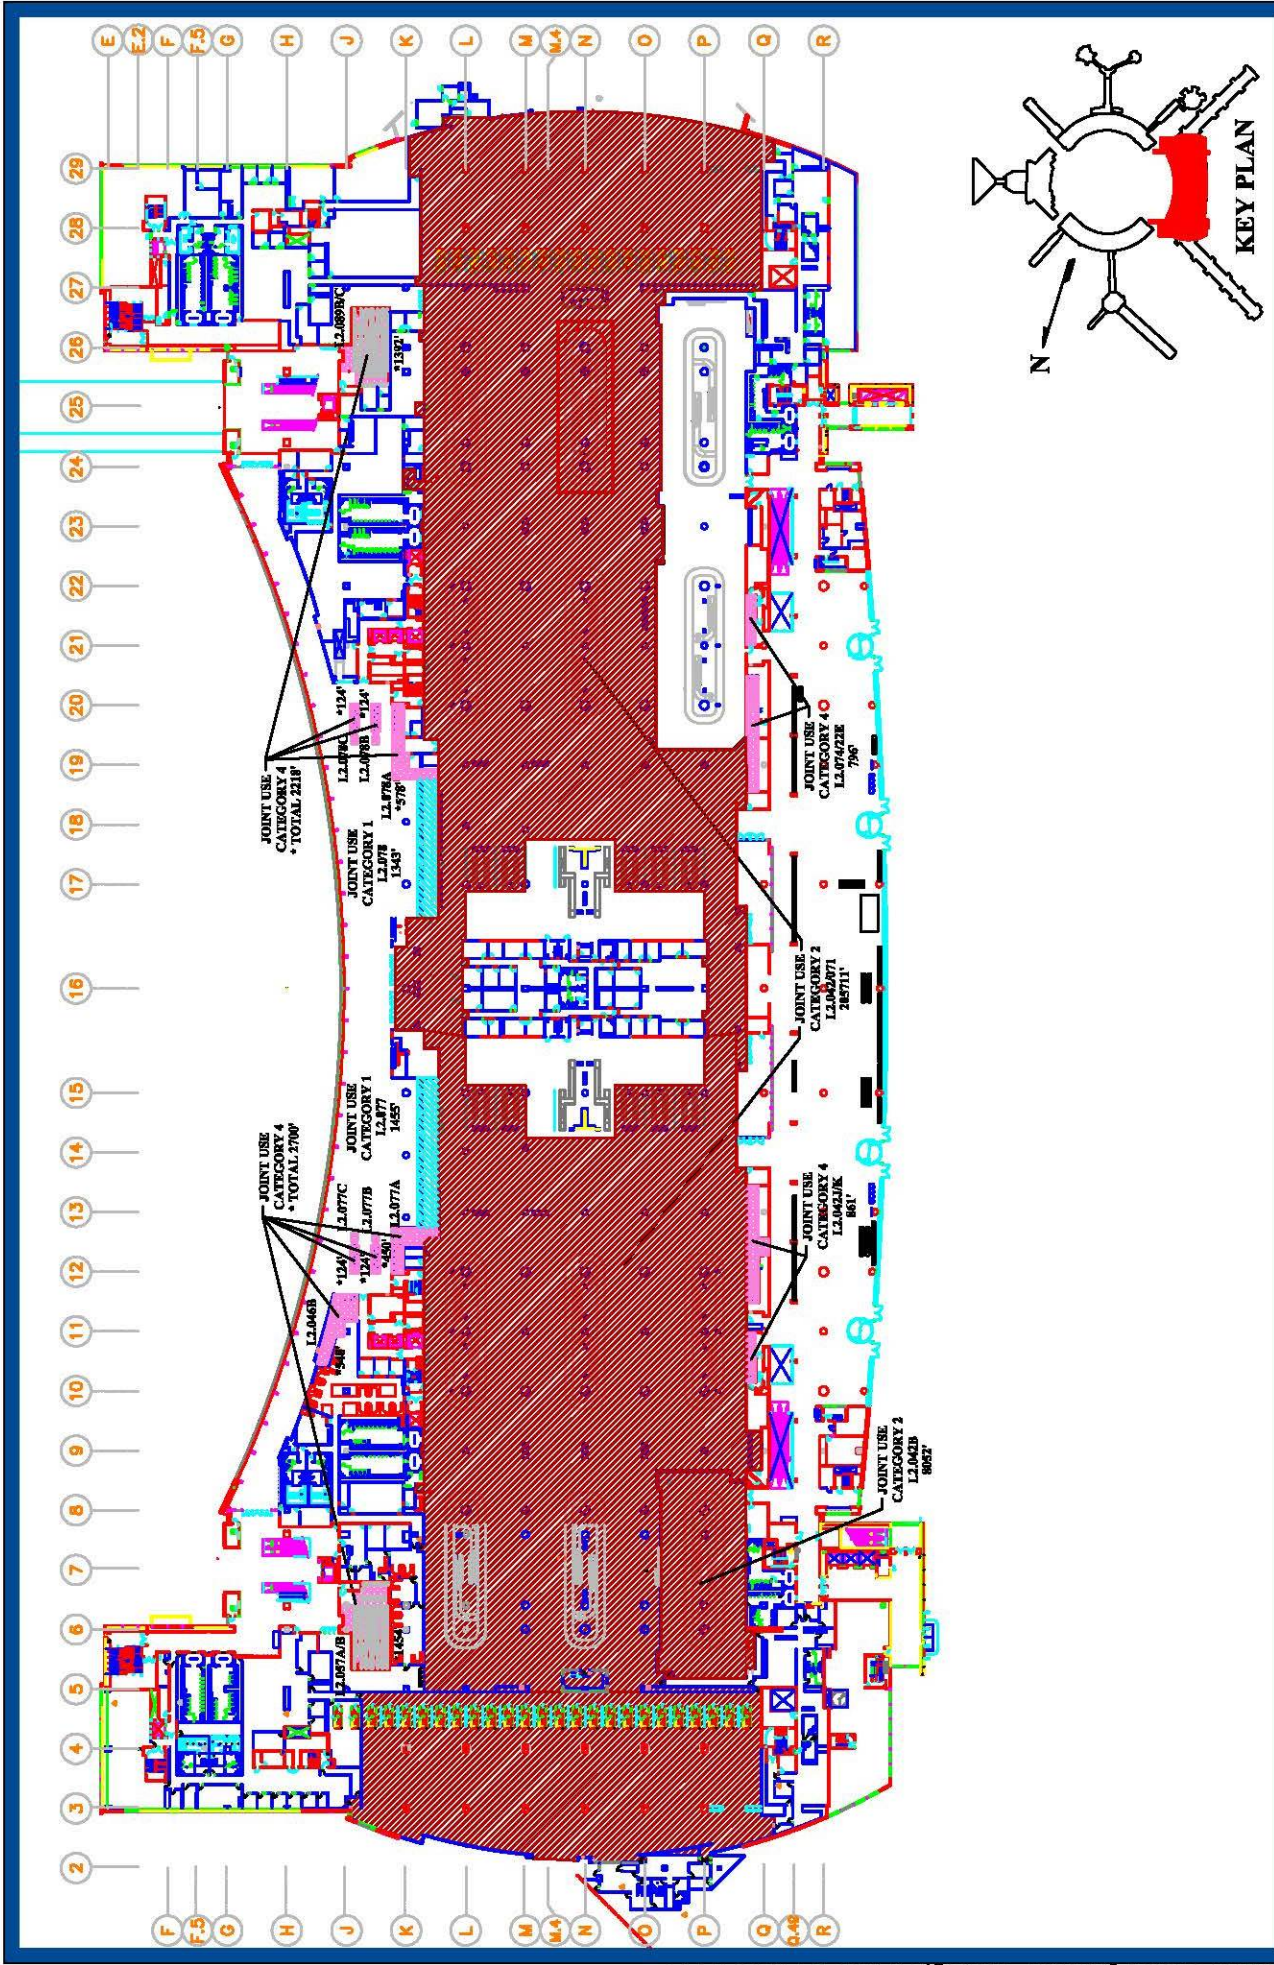 E
E.2
F
F.5
G
H
J
K
L
M
M.4
N
O
P
Q
R
29
28
27
26
25
24
23
22
21
20
19
18
17
16
15
14
13
12
11
10
9
8
7
6
5
4
3
2
F
F.5
G
H
J
K
L
M
M.4
N
O
P
Q
R
L2.089B/C
*1392'
JOINT USE
CATEGORY 4
* TOTAL 2218'
L2.078C
*124'
L2.078B
*124'
L2.078A
*578'
JOINT USE
CATEGORY 1
L2.078
1343'
JOINT USE
CATEGORY 4
L2.074/22E
796'
JOINT USE
CATEGORY 2
L2.042/071
285711'
JOINT USE
CATEGORY 1
L2.077
1455'
JOINT USE
CATEGORY 4
* TOTAL 2700'
L2.077C
*124'
L2.077B
*124'
L2.077A
*450'
L2.046B
JOINT USE
CATEGORY 4
L2.042J/K
861'
JOINT USE
CATEGORY 2
L2.042B
8052'
L2.057A/B
*1454'
N
KEY PLAN